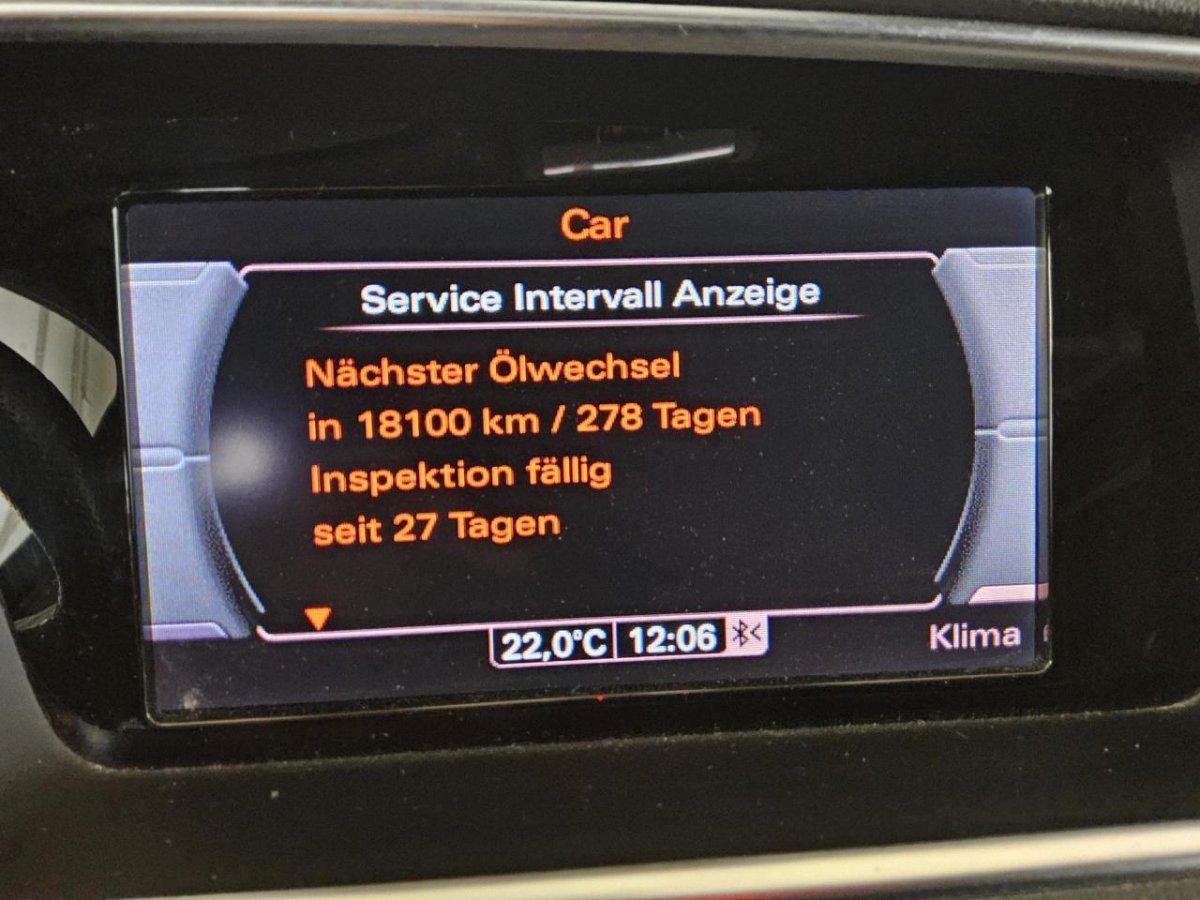 Car
Service Intervall Anzeige
Nächster Ölwechsel
in 18100 km / 278 Tagen
Inspektion fällig
seit 27 Tagen
22,0°C 12:06
Klima